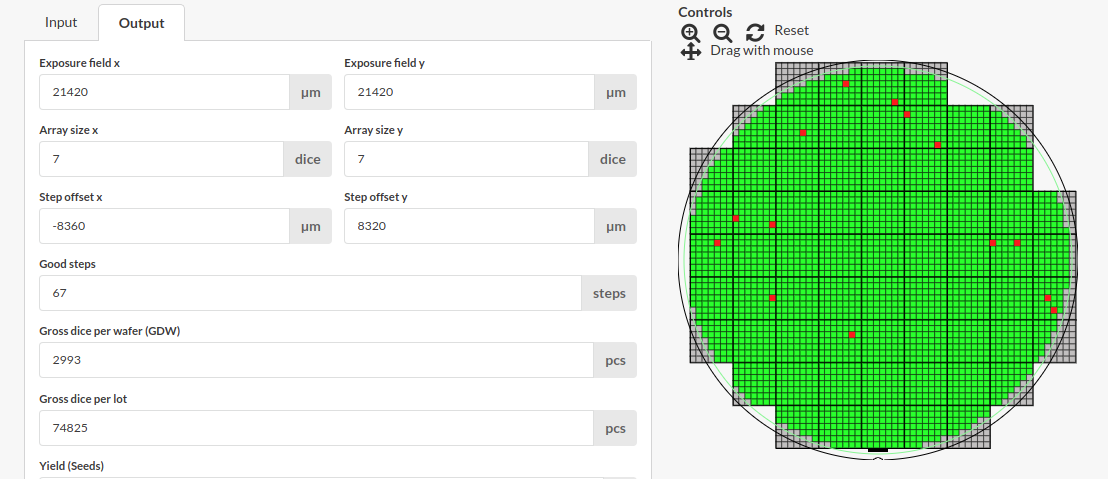 Input Output
Exposure field x Exposure field y
21420 µm 21420 µm
Array size x Array size y
7 dice 7 dice
Step offset x Step offset y
-8360 µm 8320 µm
Good steps
67 steps
Gross dice per wafer (GDW)
2993 pcs
Gross dice per lot
74825 pcs
Yield (Seeds)
Controls
Reset
Drag with mouse